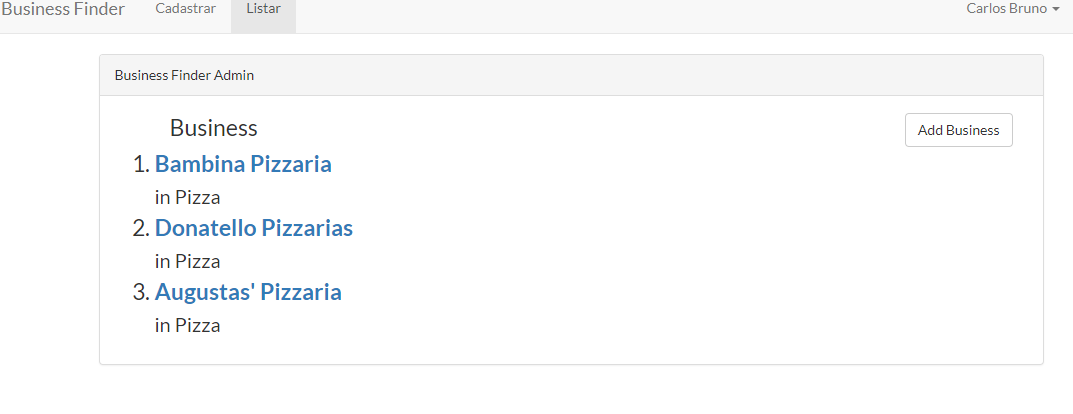 Business Finder Cadastrar Listar Carlos Bruno
Business Finder Admin
Business Add Business
1. Bambina Pizzaria
in Pizza
2. Donatello Pizzarias
in Pizza
3. Augustas' Pizzaria
in Pizza